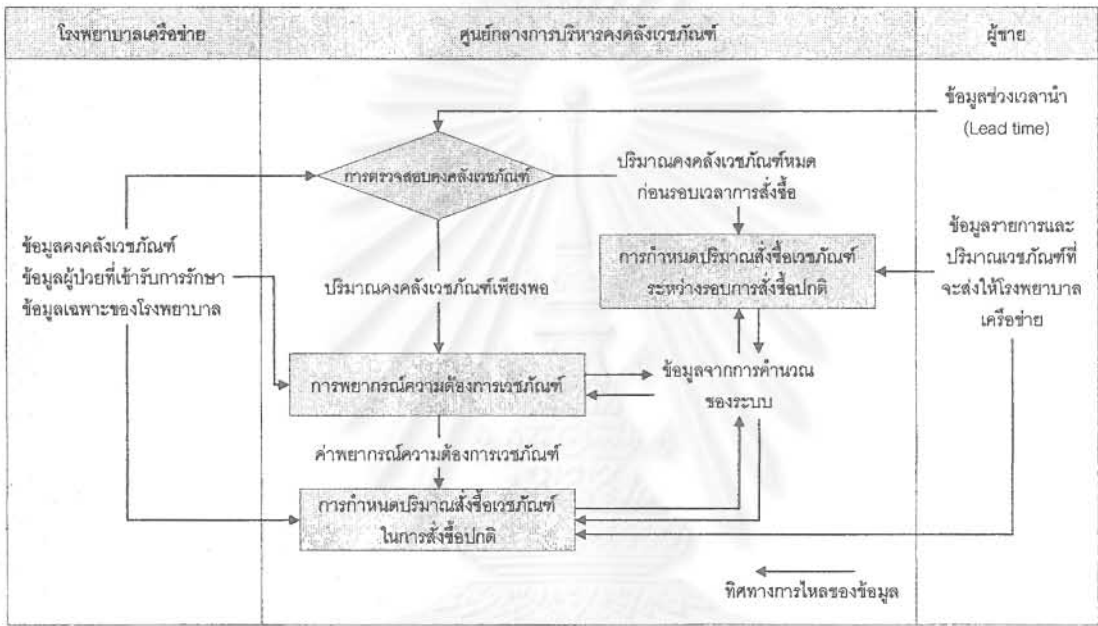 โรงพยาบาลเครือข่าย
ศูนย์กลางการบริหารคงคลังเวชภัณฑ์
ผู้ขาย
ข้อมูลช่วงเวลานำ
(Lead time)
การตรวจสอบคงคลังเวชภัณฑ์
ปริมาณคงคลังเวชภัณฑ์หมด
ก่อนรอบเวลาการสั่งซื้อ
ข้อมูลคงคลังเวชภัณฑ์
ข้อมูลผู้ป่วยที่เข้ารับการรักษา
ข้อมูลเฉพาะของโรงพยาบาล
ปริมาณคงคลังเวชภัณฑ์เพียงพอ
การกำหนดปริมาณสั่งซื้อเวชภัณฑ์
ระหว่างรอบการสั่งซื้อปกติ
ข้อมูลรายการและ
ปริมาณเวชภัณฑ์ที่
จะส่งให้โรงพยาบาล
เครือข่าย
การพยากรณ์ความต้องการเวชภัณฑ์
ข้อมูลจากการคำนวณ
ของระบบ
ค่าพยากรณ์ความต้องการเวชภัณฑ์
การกำหนดปริมาณสั่งซื้อเวชภัณฑ์
ในการสั่งซื้อปกติ
ทิศทางการไหลของข้อมูล